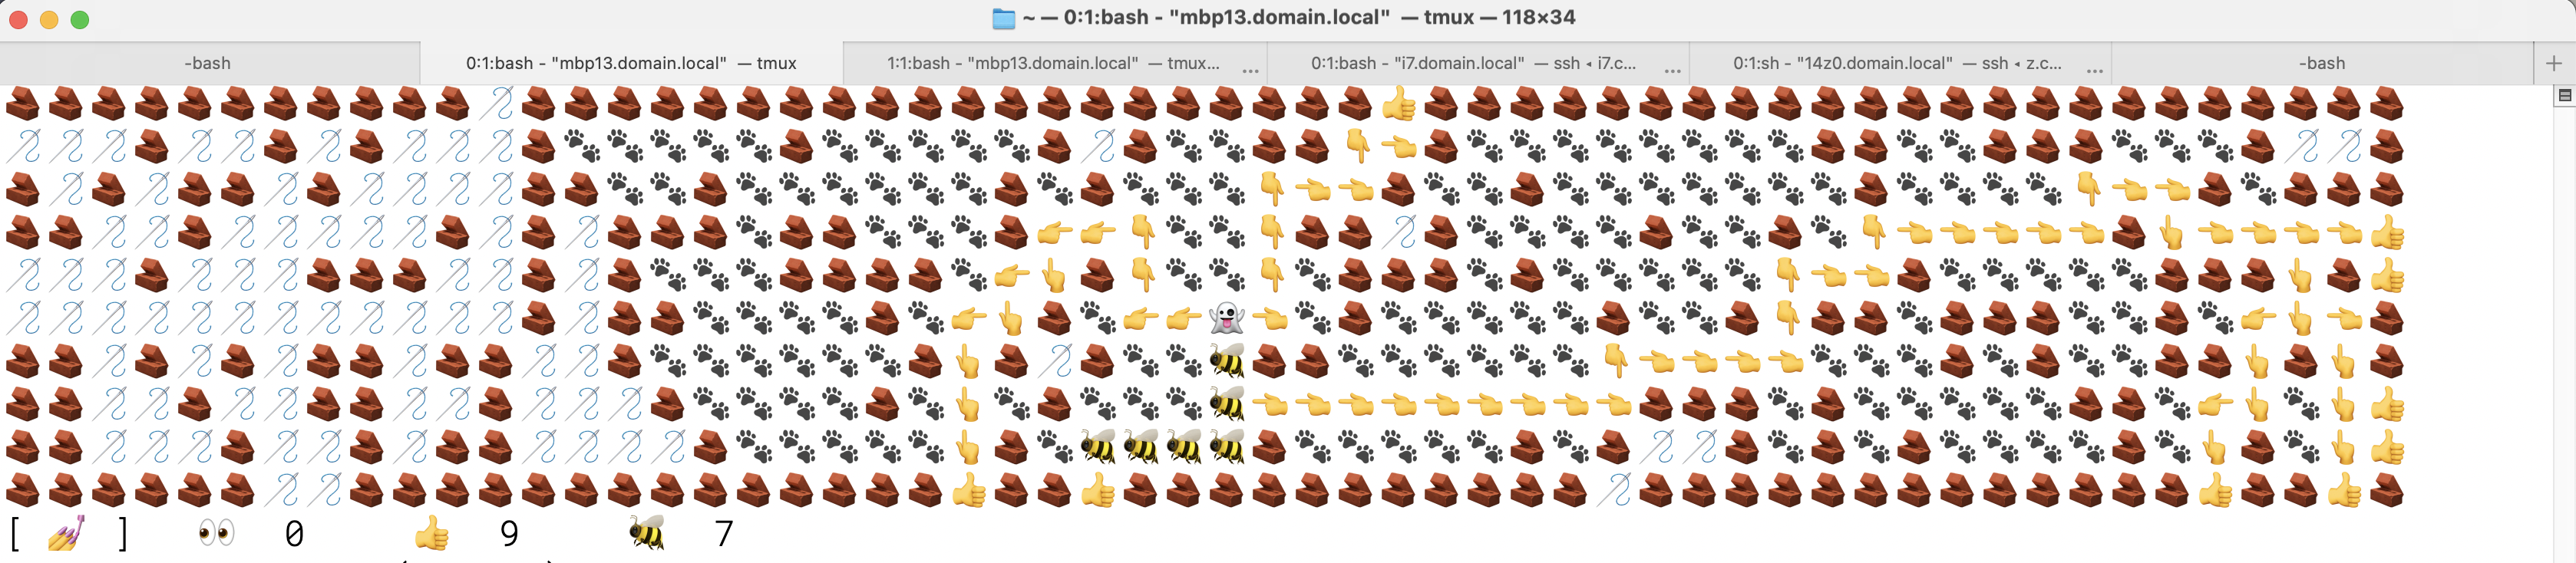 ~ — 0:1:bash - "mbp13.domain.local" — tmux — 118×34
-bash
0:1:bash - "mbp13.domain.local" — tmux
1:1:bash - "mbp13.domain.local" — tmux...
0:1:bash - "i7.domain.local" — ssh ◂ i7.c...
0:1:sh - "14z0.domain.local" — ssh ◂ z.c...
-bash
[ 💅 ] 👀 0 👍 9 🐝 7